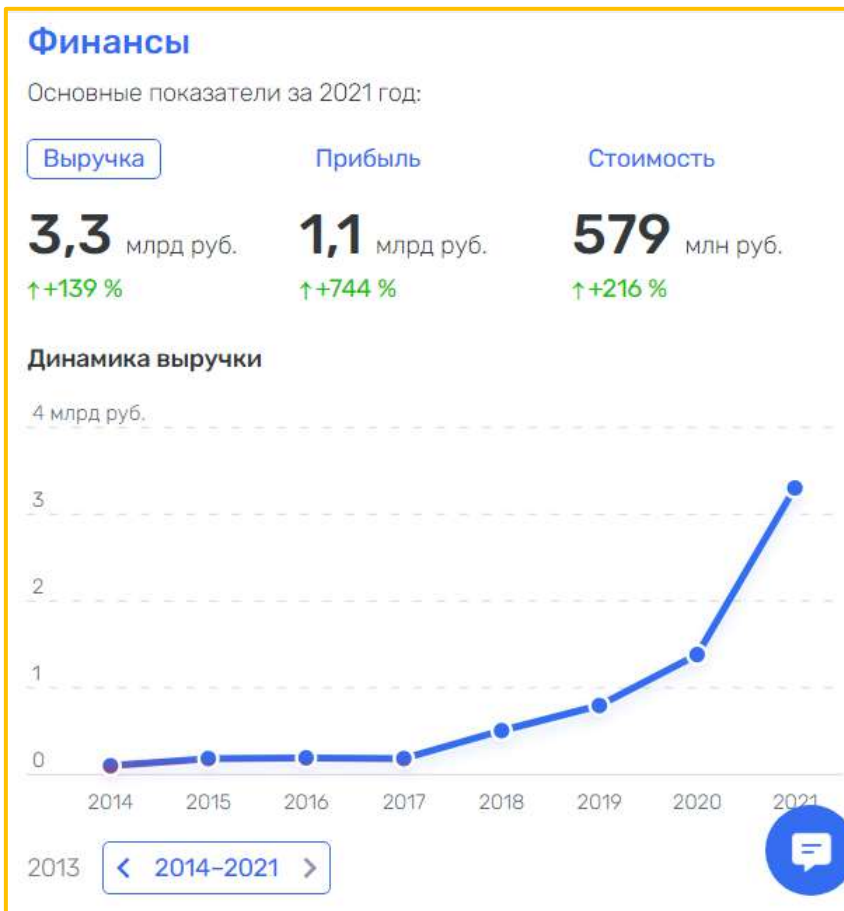 Финансы
Основные показатели за 2021 год:
Выручка Прибыль Стоимость
3,3 млрд руб. 1,1 млрд руб. 579 млн руб.
↑+139 % ↑+744 % ↑+216 %
Динамика выручки
4 млрд руб.
3
2
1
0
2014 2015 2016 2017 2018 2019 2020 2021
2013 < 2014–2021 >